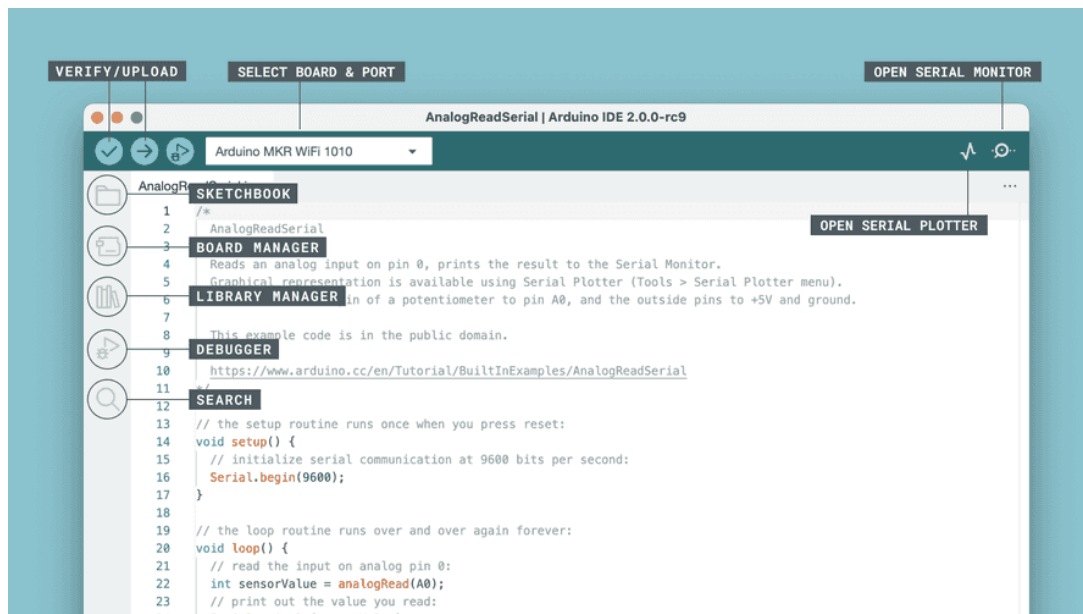 VERIFY/UPLOAD
SELECT BOARD & PORT
OPEN SERIAL MONITOR
AnalogReadSerial | Arduino IDE 2.0.0-rc9
Arduino MKR WiFi 1010
SKETCHBOOK
OPEN SERIAL PLOTTER
1 /*
2 AnalogReadSerial
3
BOARD MANAGER
4 Reads an analog input on pin 0, prints the result to the Serial Monitor.
5 Graphical representation is available using Serial Plotter (Tools > Serial Plotter menu).
LIBRARY MANAGER
6 in of a potentiometer to pin A0, and the outside pins to +5V and ground.
7
8 This example code is in the public domain.
DEBUGGER
9
10 https://www.arduino.cc/en/Tutorial/BuiltInExamples/AnalogReadSerial
11 */
SEARCH
12
13 // the setup routine runs once when you press reset:
14 void setup() {
15 // initialize serial communication at 9600 bits per second:
16 Serial.begin(9600);
17 }
18
19 // the loop routine runs over and over again forever:
20 void loop() {
21 // read the input on analog pin 0:
22 int sensorValue = analogRead(A0);
23 // print out the value you read: